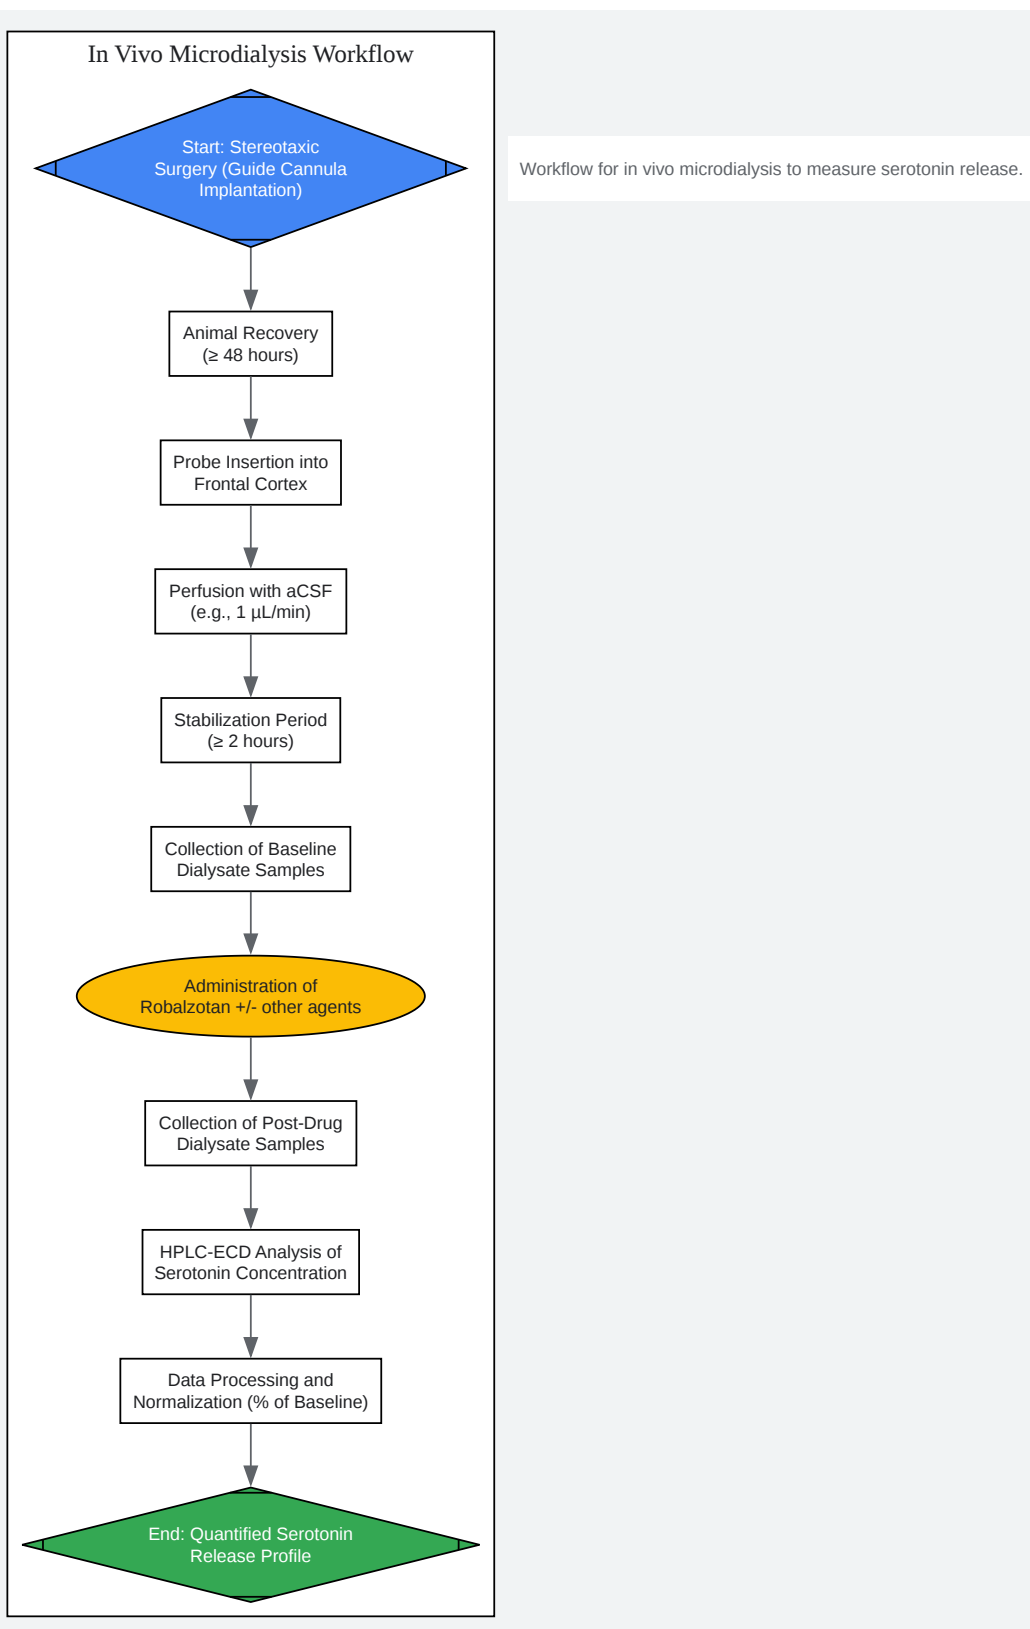 In Vivo Microdialysis Workflow
Start: Stereotaxic
Surgery (Guide Cannula
Implantation)
Workflow for in vivo microdialysis to measure serotonin release.
Animal Recovery
(≥ 48 hours)
Probe Insertion into
Frontal Cortex
Perfusion with aCSF
(e.g., 1 µL/min)
Stabilization Period
(≥ 2 hours)
Collection of Baseline
Dialysate Samples
Administration of
Robalzotan +/- other agents
Collection of Post-Drug
Dialysate Samples
HPLC-ECD Analysis of
Serotonin Concentration
Data Processing and
Normalization (% of Baseline)
End: Quantified Serotonin
Release Profile